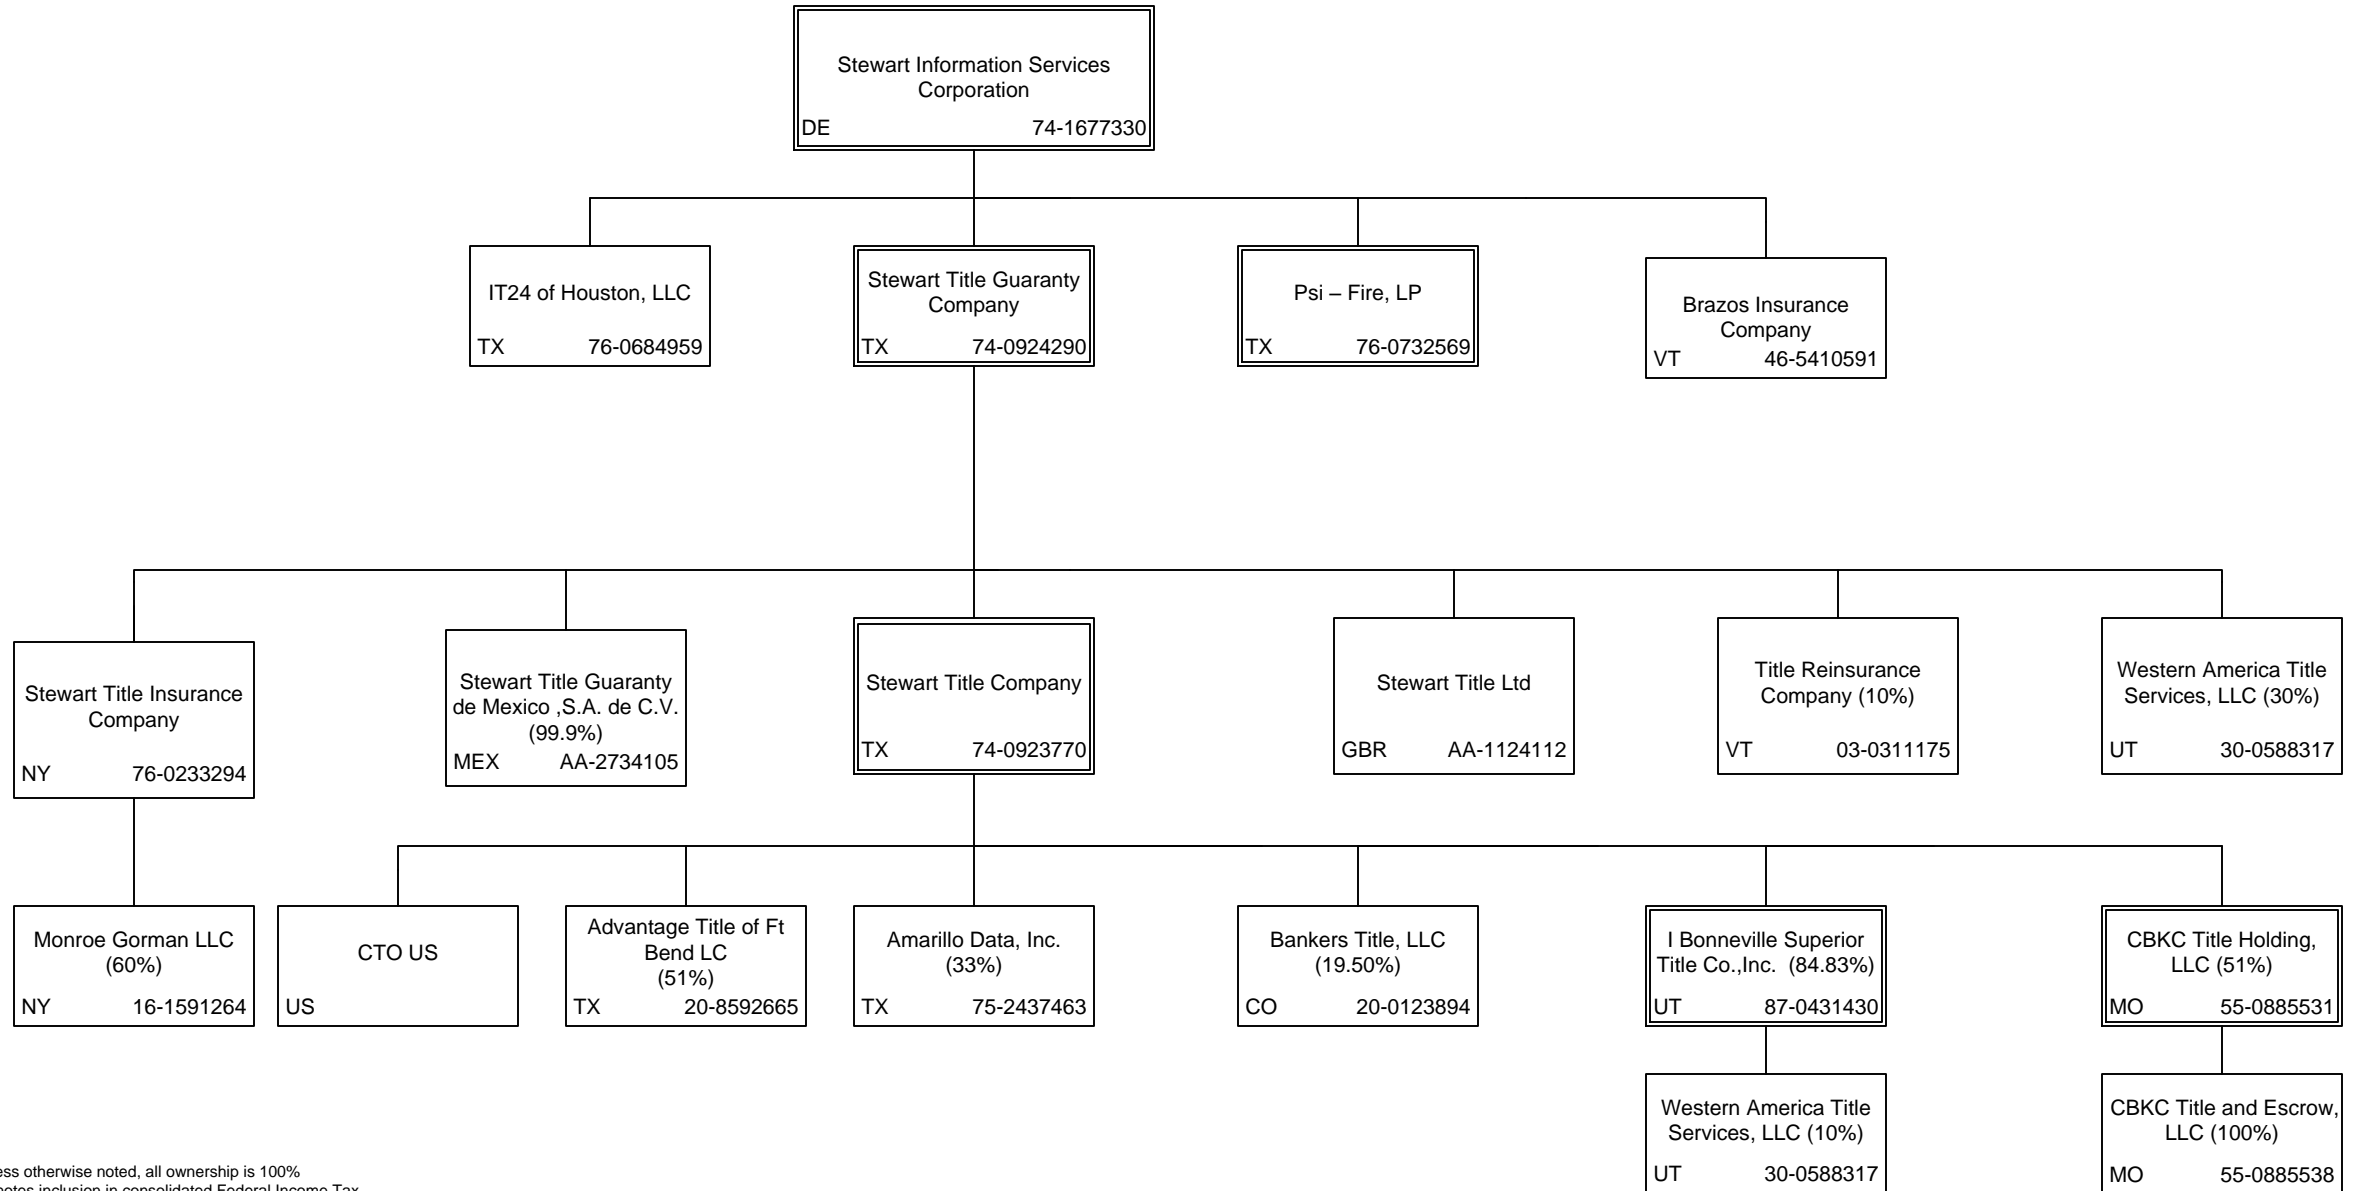 Stewart Information Services
Corporation
DE 74-1677330
IT24 of Houston, LLC
TX 76-0684959
Stewart Title Guaranty
Company
TX 74-0924290
Psi – Fire, LP
TX 76-0732569
Brazos Insurance
Company
VT 46-5410591
Stewart Title Insurance
Company
NY 76-0233294
Stewart Title Guaranty
de Mexico ,S.A. de C.V.
(99.9%)
MEX AA-2734105
Stewart Title Company
TX 74-0923770
Stewart Title Ltd
GBR AA-1124112
Title Reinsurance
Company (10%)
VT 03-0311175
Western America Title
Services, LLC (30%)
UT 30-0588317
Monroe Gorman LLC
(60%)
NY 16-1591264
CTO US
US
Advantage Title of Ft
Bend LC
(51%)
TX 20-8592665
Amarillo Data, Inc.
(33%)
TX 75-2437463
Bankers Title, LLC
(19.50%)
CO 20-0123894
I Bonneville Superior
Title Co.,Inc. (84.83%)
UT 87-0431430
CBKC Title Holding,
LLC (51%)
MO 55-0885531
Western America Title
Services, LLC (10%)
UT 30-0588317
CBKC Title and Escrow,
LLC (100%)
MO 55-0885538
otherwise noted, all ownership is 100%
inclusion in consolidated Federal Income Tax